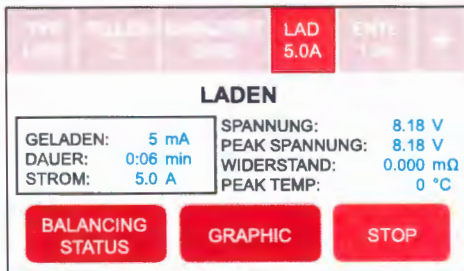 LAD
5.0A
LADEN
GELADEN: 5 mA
DAUER: 0:06 min
STROM: 5.0 A
SPANNUNG: 8.18 V
PEAK SPANNUNG: 8.18 V
WIDERSTAND: 0.000 mΩ
PEAK TEMP: 0 °C
BALANCING
STATUS
GRAPHIC
STOP